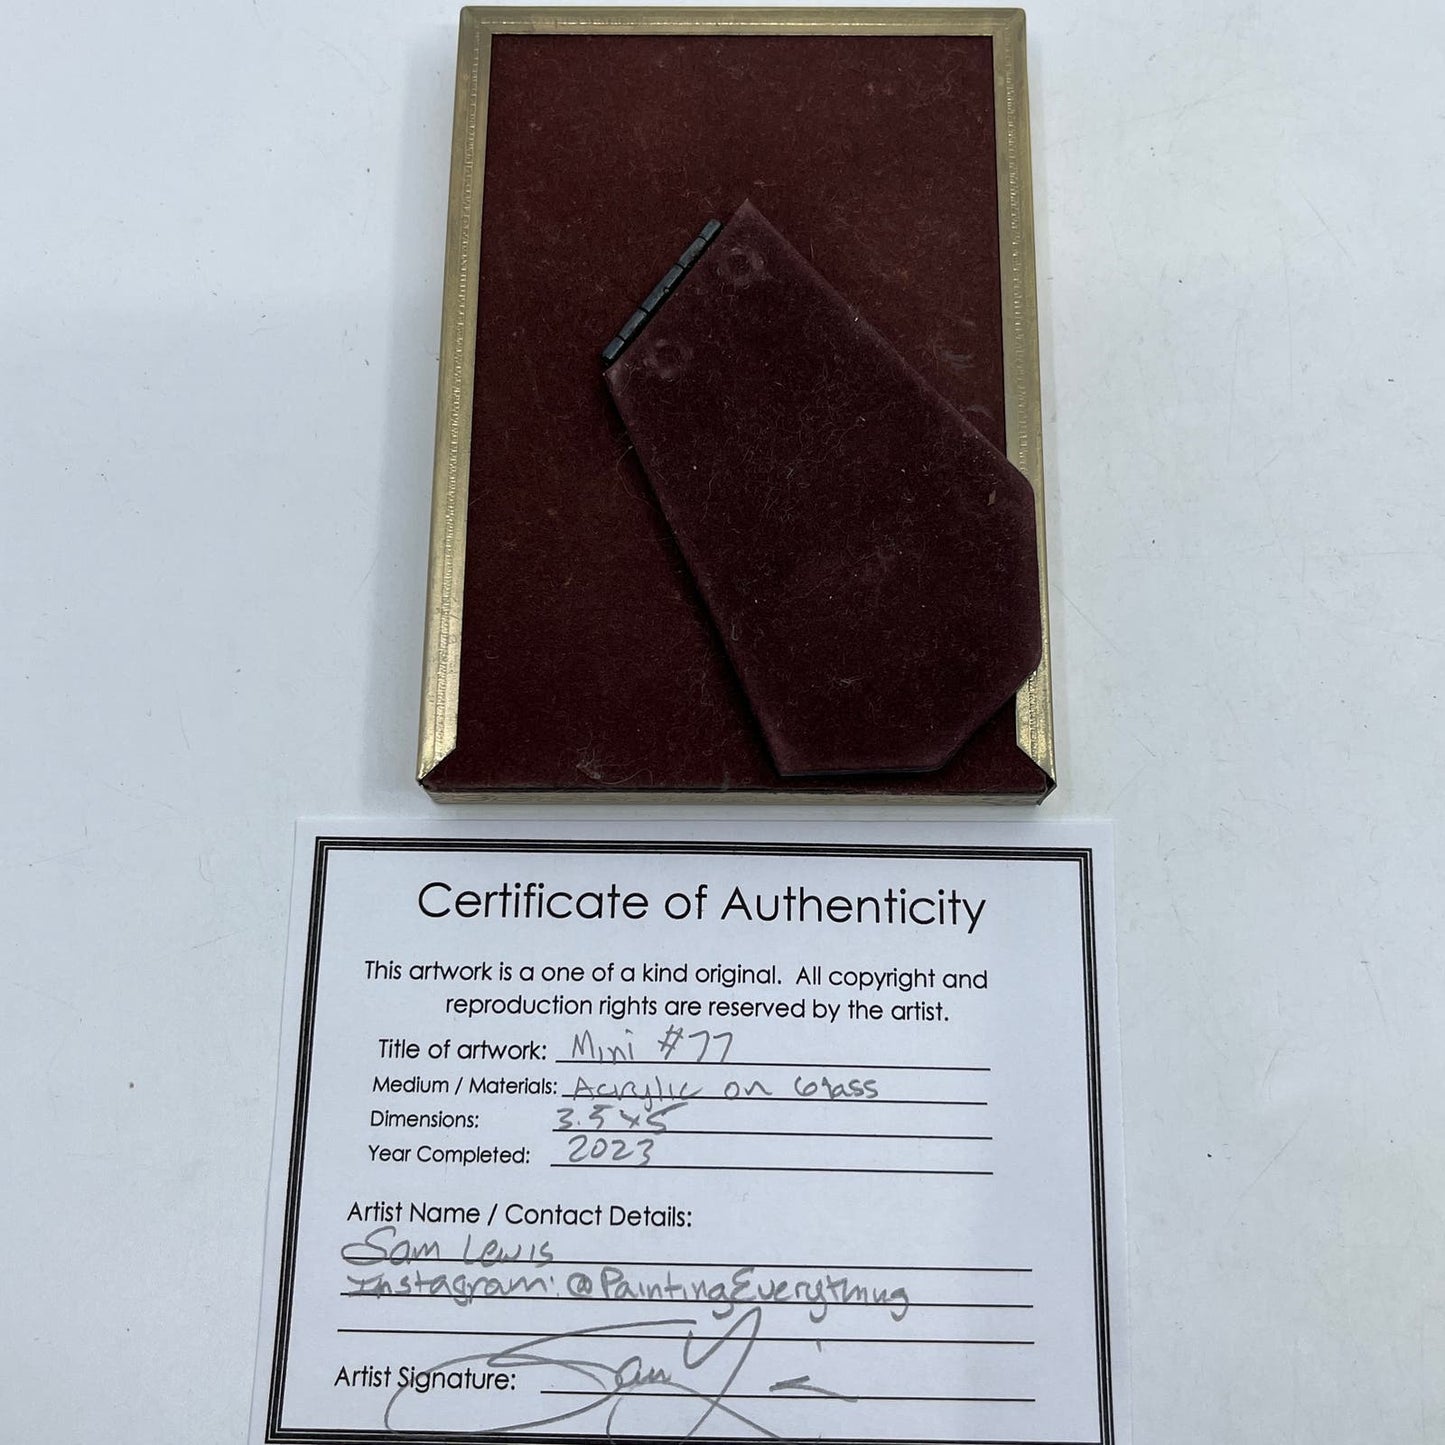 Certificate of Authenticity
This artwork is a one of a kind original. All copyright and
reproduction rights are reserved by the artist.
Title of artwork: Mini #77
Medium / Materials: Acrylic on Glass
Dimensions: 3.5x5
Year Completed: 2023
Artist Name / Contact Details:
Sam Lewis
Instagram: @PaintingEverything
Artist Signature: Sam